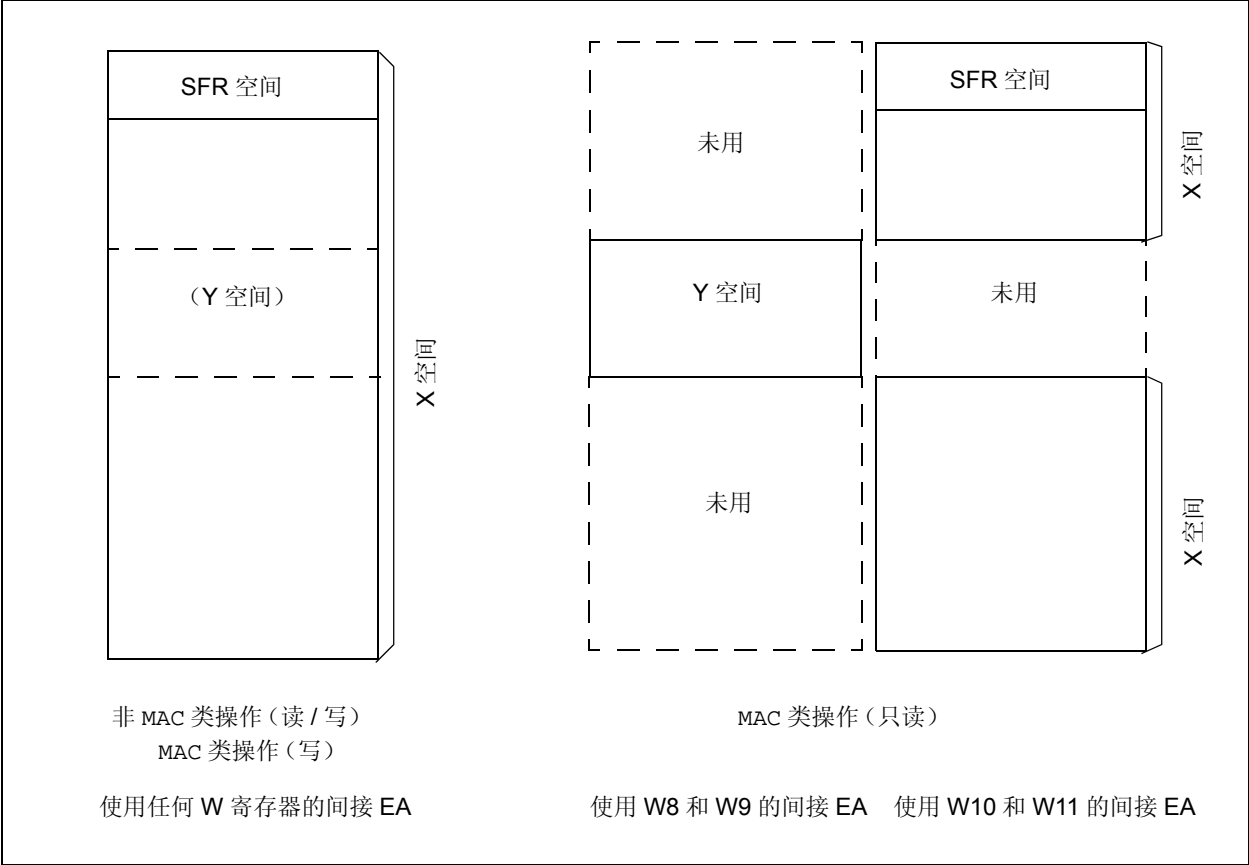 SFR 空间
（Y 空间）
X 空间
非 MAC 类操作（读 / 写）
MAC 类操作（写）
使用任何 W 寄存器的间接 EA
未用
SFR 空间
X 空间
Y 空间
未用
未用
X 空间
MAC 类操作（只读）
使用 W8 和 W9 的间接 EA
使用 W10 和 W11 的间接 EA